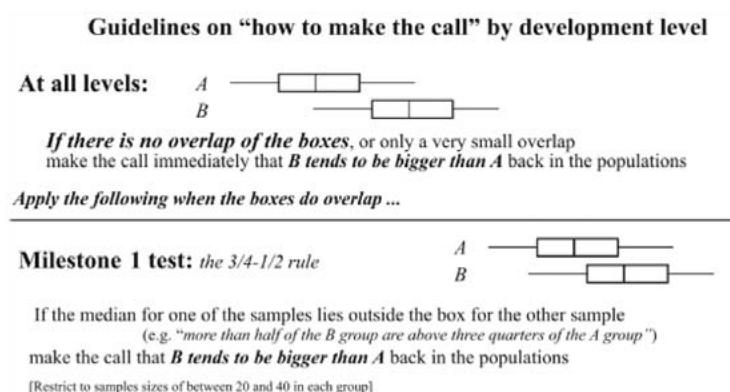 Guidelines on “how to make the call” by development level
At all levels: A
B
If there is no overlap of the boxes, or only a very small overlap
make the call immediately that B tends to be bigger than A back in the populations
Apply the following when the boxes do overlap ...
A
Milestone 1 test: the 3/4-1/2 rule
B
If the median for one of the samples lies outside the box for the other sample
(e.g. “more than half of the B group are above three quarters of the A group”)
make the call that B tends to be bigger than A back in the populations
[Restrict to samples sizes of between 20 and 40 in each group]